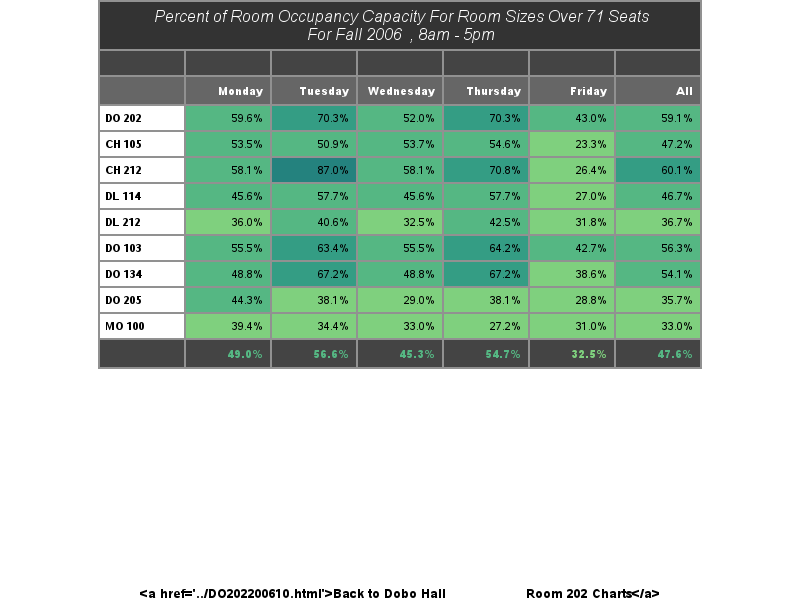 Percent of Room Occupancy Capacity For Room Sizes Over 71 Seats
For Fall 2006 , 8am - 5pm
Monday Tuesday Wednesday Thursday Friday All
DO 202 59.6% 70.3% 52.0% 70.3% 43.0% 59.1%
CH 105 53.5% 50.9% 53.7% 54.6% 23.3% 47.2%
CH 212 58.1% 87.0% 58.1% 70.8% 26.4% 60.1%
DL 114 45.6% 57.7% 45.6% 57.7% 27.0% 46.7%
DL 212 36.0% 40.6% 32.5% 42.5% 31.8% 36.7%
DO 103 55.5% 63.4% 55.5% 64.2% 42.7% 56.3%
DO 134 48.8% 67.2% 48.8% 67.2% 38.6% 54.1%
DO 205 44.3% 38.1% 29.0% 38.1% 28.8% 35.7%
MO 100 39.4% 34.4% 33.0% 27.2% 31.0% 33.0%
49.0% 56.6% 45.3% 54.7% 32.5% 47.6%
<a href='../DO202200610.html'>Back to Dobo Hall Room 202 Charts</a>